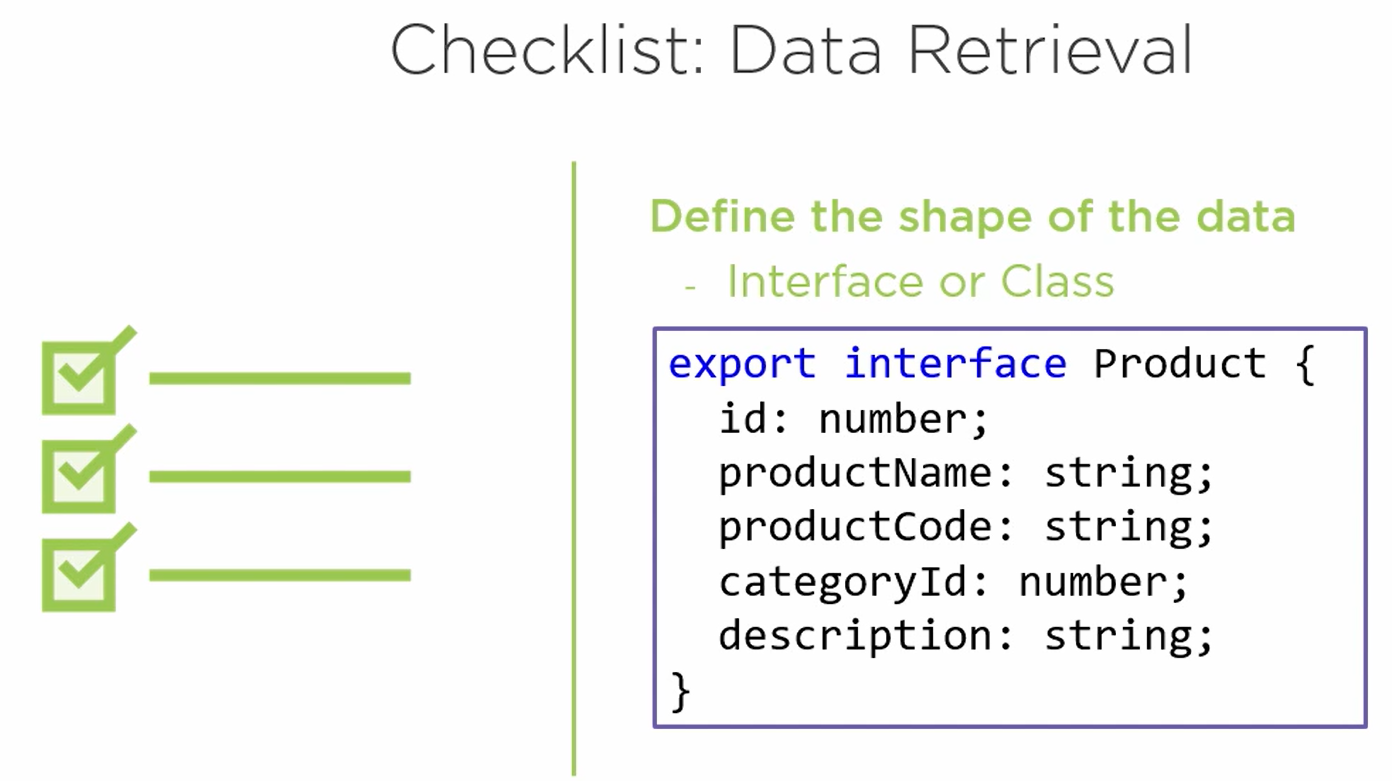 Checklist: Data Retrieval
Define the shape of the data
- Interface or Class
export interface Product {
  id: number;
  productName: string;
  productCode: string;
  categoryId: number;
  description: string;
}